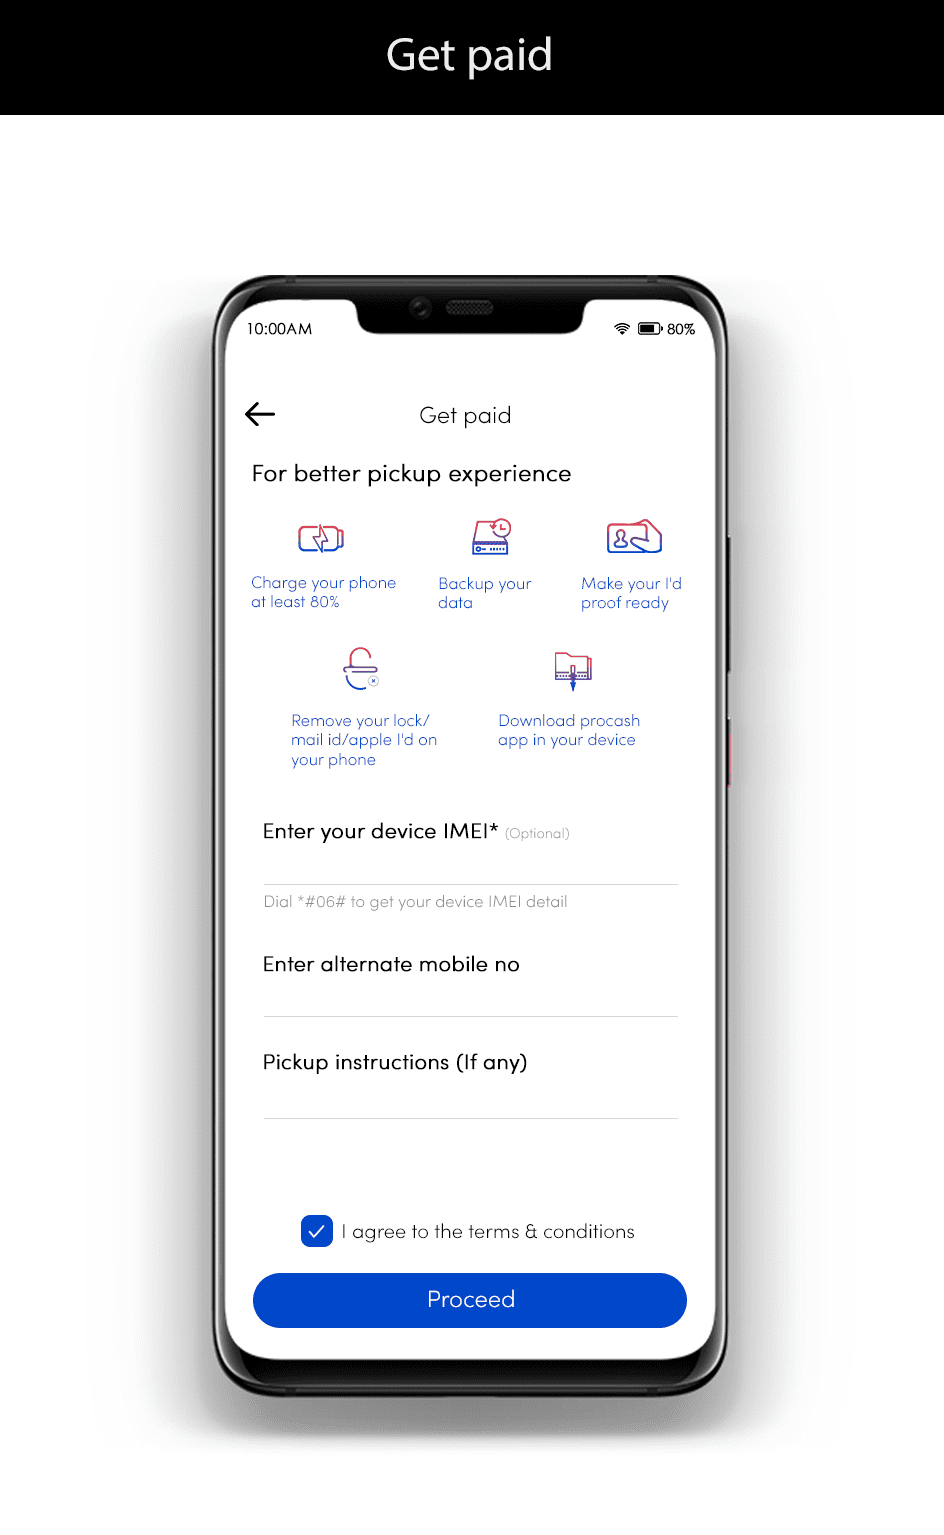 Get paid
10:00AM
80%
Get paid
For better pickup experience
Charge your phone
at least 80%
Backup your
data
Make your I'd
proof ready
Remove your lock/
mail id/apple I'd on
your phone
Download procash
app in your device
Enter your device IMEI* (Optional)
Dial *#06# to get your device IMEI detail
Enter alternate mobile no
Pickup instructions (If any)
I agree to the terms & conditions
Proceed